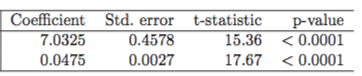 Coefficient Std. error t-statistic p-value
7.0325 0.4578 15.36 < 0.0001
0.0475 0.0027 17.67 < 0.0001